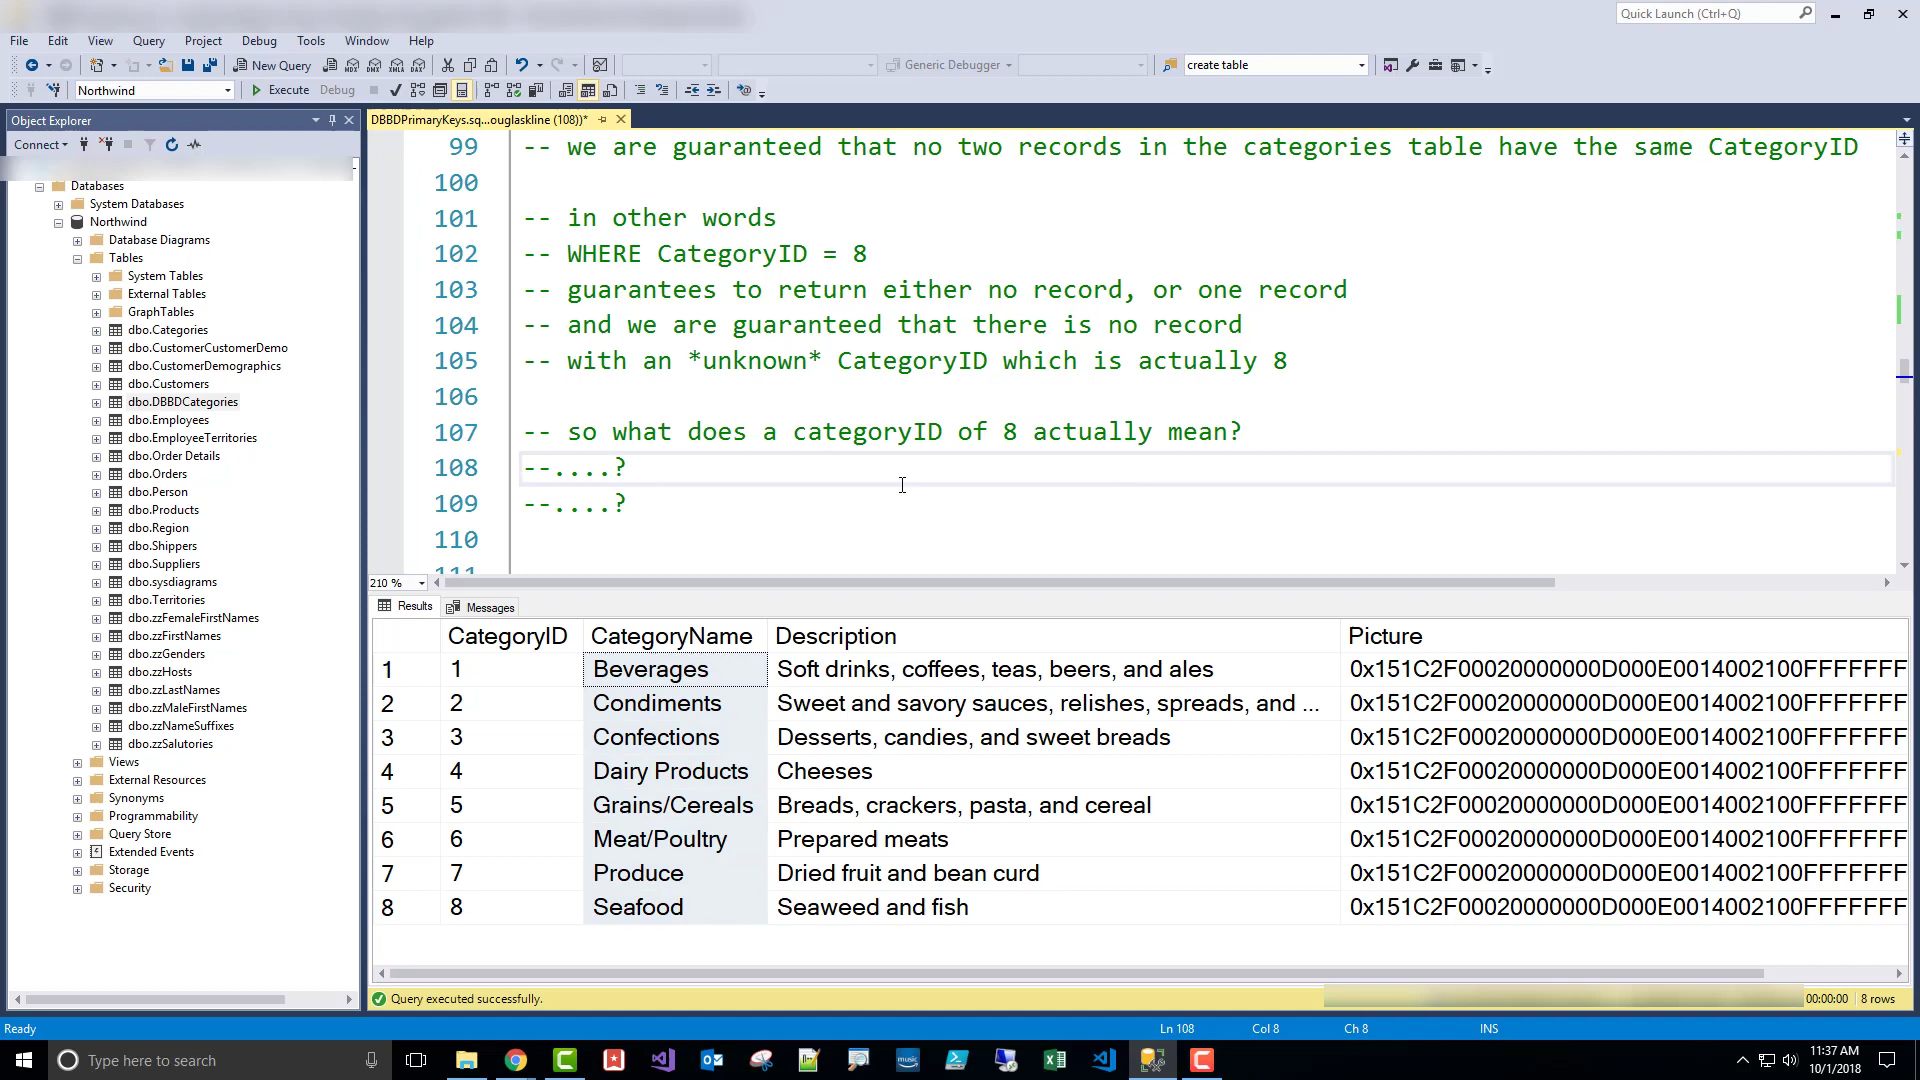 Quick Launch (Ctrl+Q)
File Edit View Query Project Debug Tools Window Help
New Query MDX DMX XMLA DAX Generic Debugger create table
Northwind Execute Debug
Object Explorer
Connect
Databases
System Databases
Northwind
Database Diagrams
Tables
System Tables
External Tables
GraphTables
dbo.Categories
dbo.CustomerCustomerDemo
dbo.CustomerDemographics
dbo.Customers
dbo.DBBDCategories
dbo.Employees
dbo.EmployeeTerritories
dbo.Order Details
dbo.Orders
dbo.Person
dbo.Products
dbo.Region
dbo.Shippers
dbo.Suppliers
dbo.sysdiagrams
dbo.Territories
dbo.zzFemaleFirstNames
dbo.zzFirstNames
dbo.zzGenders
dbo.zzHosts
dbo.zzLastNames
dbo.zzMaleFirstNames
dbo.zzNameSuffixes
dbo.zzSalutories
Views
External Resources
Synonyms
Programmability
Query Store
Extended Events
Storage
Security
DBBDPrimaryKeys.sq...ouglaskline (108))*
99 -- we are guaranteed that no two records in the categories table have the same CategoryID
100
101 -- in other words
102 -- WHERE CategoryID = 8
103 -- guarantees to return either no record, or one record
104 -- and we are guaranteed that there is no record
105 -- with an *unknown* CategoryID which is actually 8
106
107 -- so what does a categoryID of 8 actually mean?
108 --....?
109 --....?
110
111
210 %
Results Messages
CategoryID CategoryName Description Picture
1 1 Beverages Soft drinks, coffees, teas, beers, and ales 0x151C2F00020000000D000E0014002100FFFFFFF
2 2 Condiments Sweet and savory sauces, relishes, spreads, and ... 0x151C2F00020000000D000E0014002100FFFFFFF
3 3 Confections Desserts, candies, and sweet breads 0x151C2F00020000000D000E0014002100FFFFFFF
4 4 Dairy Products Cheeses 0x151C2F00020000000D000E0014002100FFFFFFF
5 5 Grains/Cereals Breads, crackers, pasta, and cereal 0x151C2F00020000000D000E0014002100FFFFFFF
6 6 Meat/Poultry Prepared meats 0x151C2F00020000000D000E0014002100FFFFFFF
7 7 Produce Dried fruit and bean curd 0x151C2F00020000000D000E0014002100FFFFFFF
8 8 Seafood Seaweed and fish 0x151C2F00020000000D000E0014002100FFFFFFF
Query executed successfully. 00:00:00 8 rows
Ready Ln 108 Col 8 Ch 8 INS
Type here to search
music
11:37 AM
10/1/2018